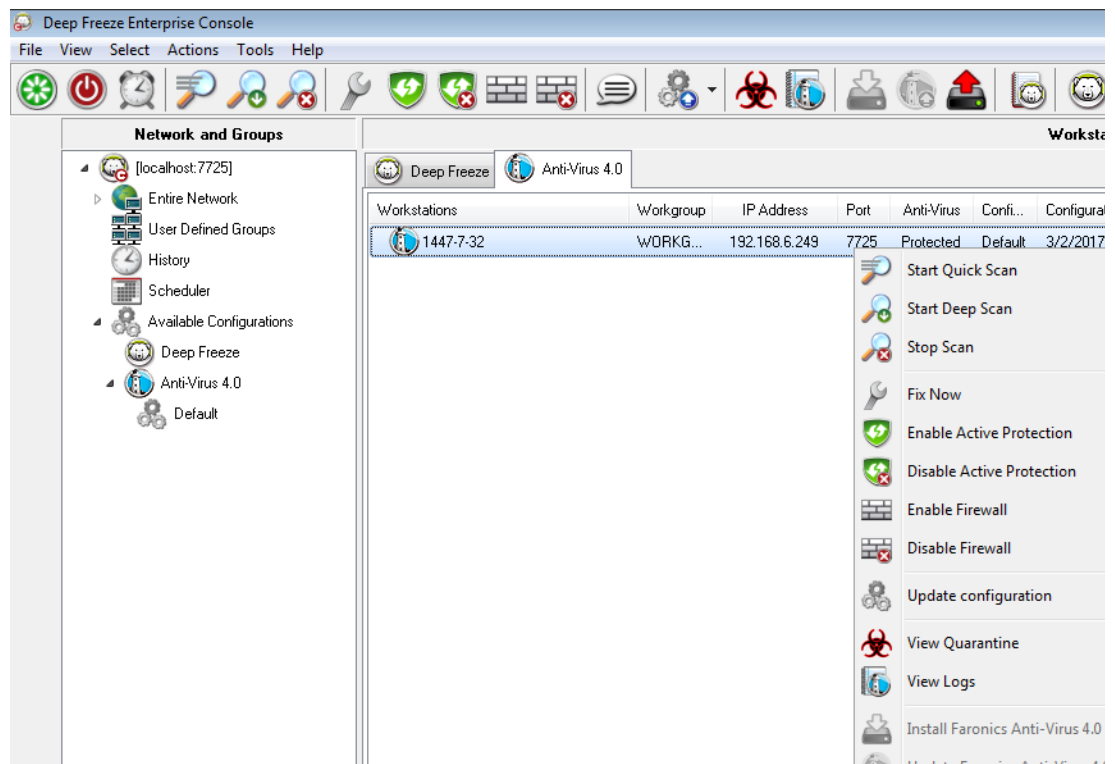 Deep Freeze Enterprise Console
File View Select Actions Tools Help
Network and Groups
Worksta
[localhost:7725]
Entire Network
User Defined Groups
History
Scheduler
Available Configurations
Deep Freeze
Anti-Virus 4.0
Default
Deep Freeze Anti-Virus 4.0
Workstations Workgroup IP Address Port Anti-Virus Confi... Configurat
1447-7-32 WORKG... 192.168.6.249 7725 Protected Default 3/2/2017
Start Quick Scan
Start Deep Scan
Stop Scan
Fix Now
Enable Active Protection
Disable Active Protection
Enable Firewall
Disable Firewall
Update configuration
View Quarantine
View Logs
Install Faronics Anti-Virus 4.0